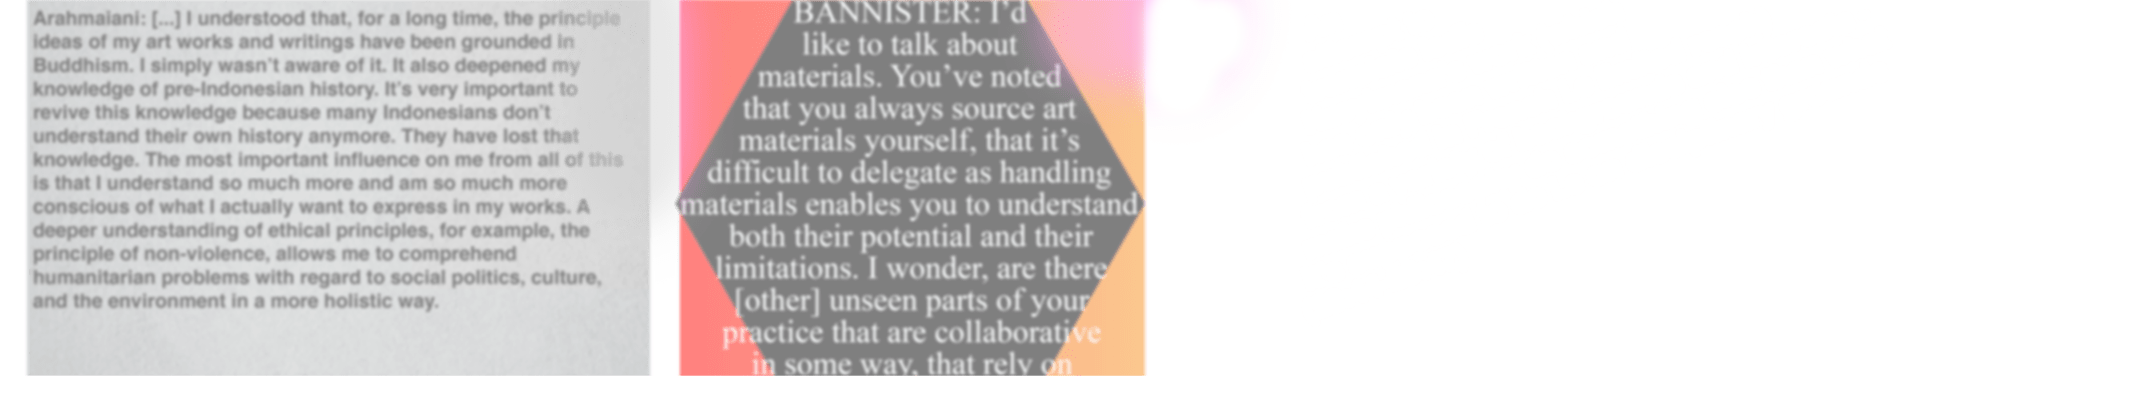 Arahmaiani: [...] I understood that, for a long time, the principle
ideas of my art works and writings have been grounded in
Buddhism. I simply wasn't aware of it. It also deepened my
knowledge of pre-Indonesian history. It's very important to
revive this knowledge because many Indonesians don't
understand their own history anymore. They have lost that
knowledge. The most important influence on me from all of this
is that I understand so much more and am so much more
conscious of what I actually want to express in my works. A
deeper understanding of ethical principles, for example, the
principle of non-violence, allows me to comprehend
humanitarian problems with regard to social politics, culture,
and the environment in a more holistic way.
BANNISTER: I'd
like to talk about
materials. You've noted
that you always source art
materials yourself, that it's
difficult to delegate as handling
materials enables you to understand
both their potential and their
limitations. I wonder, are there
[other] unseen parts of your
practice that are collaborative
in some way, that rely on